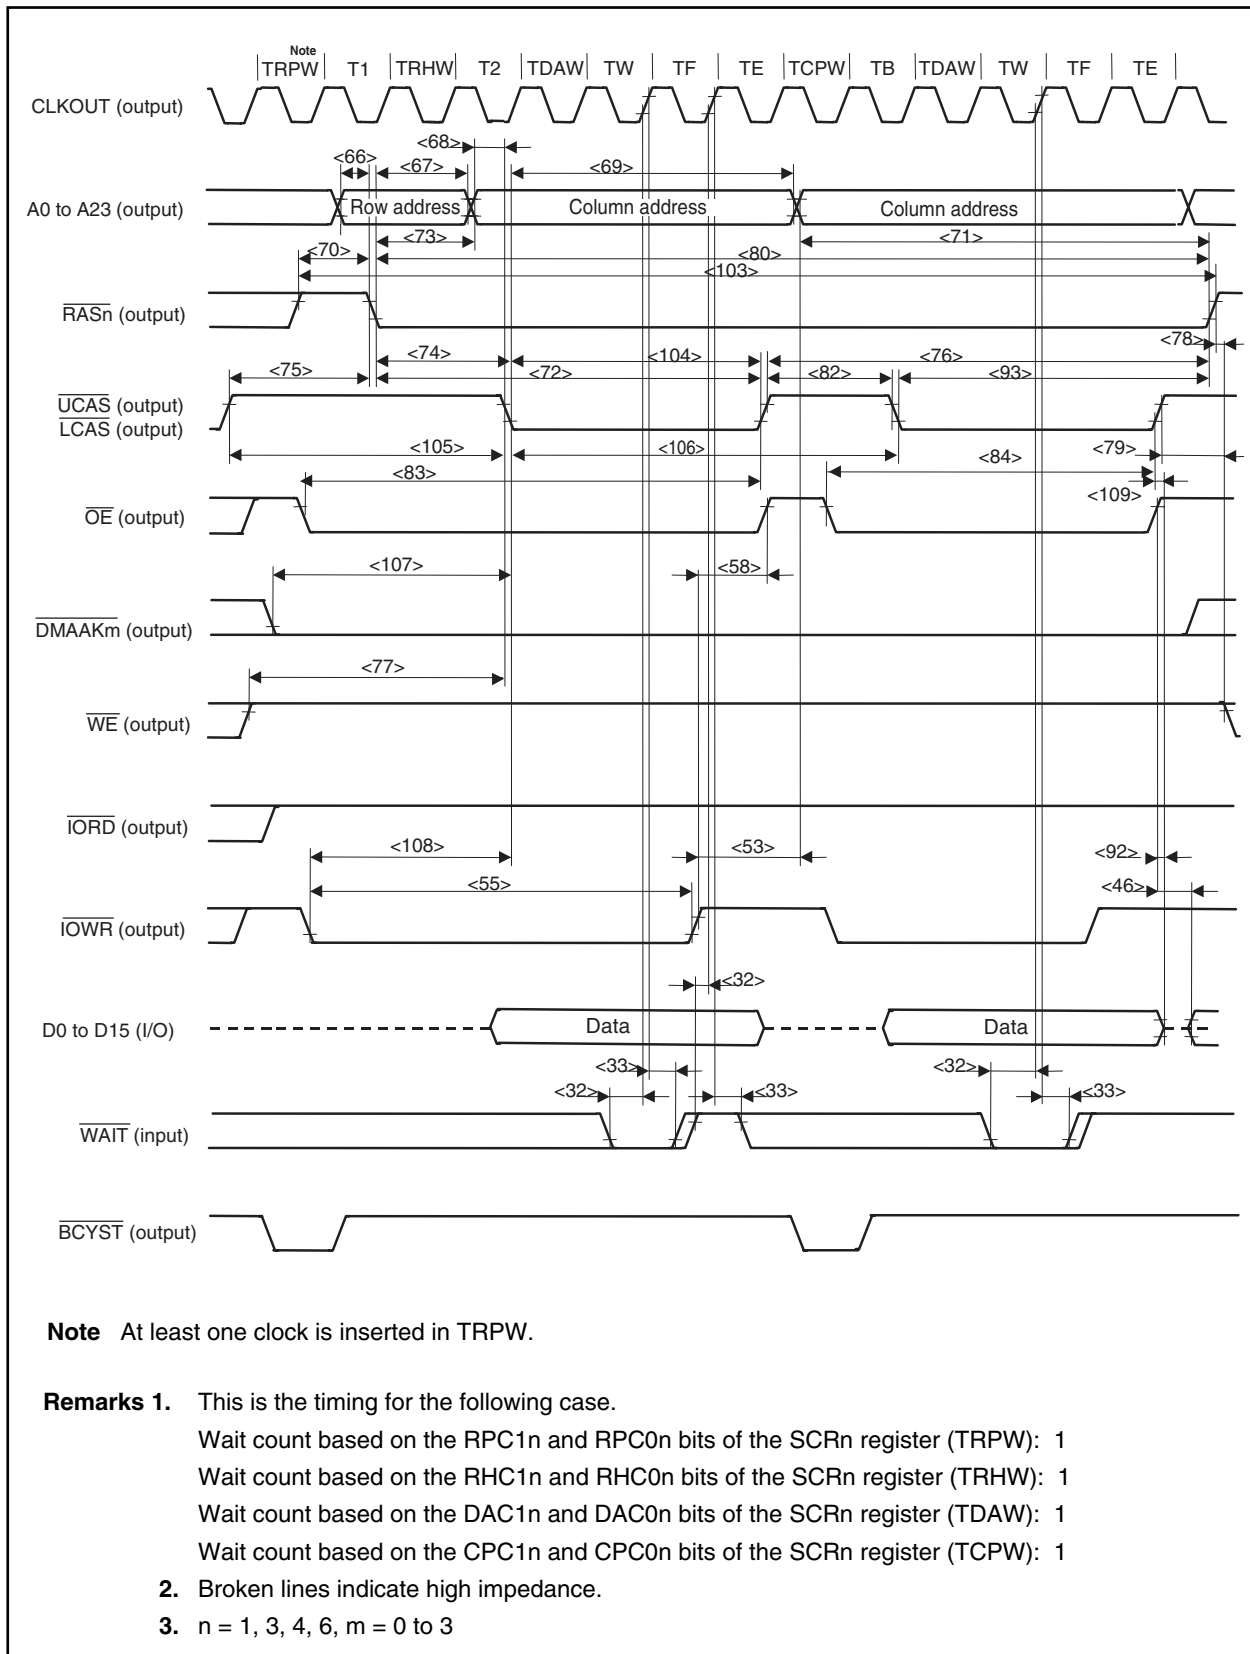 Note
TRPW T1 TRHW T2 TDAW TW TF TE TCPW TB TDAW TW TF TE
CLKOUT (output)
<68>
<66> <67> <69>
A0 to A23 (output) Row address Column address Column address
<73> <71>
<70> <80>
<103>
RASn (output)
<78>
<74> <104> <76>
<75> <72> <82> <93>
UCAS (output)
LCAS (output)
<105> <106> <84> <79>
<83>
<109>
OE (output)
<107> <58>
DMAAKm (output)
<77>
WE (output)
IORD (output)
<108> <53> <92>
<55> <46>
IOWR (output)
<32>
D0 to D15 (I/O) Data Data
<33> <32>
<32> <33> <33>
WAIT (input)
BCYST (output)
Note At least one clock is inserted in TRPW.
Remarks 1. This is the timing for the following case.
Wait count based on the RPC1n and RPC0n bits of the SCRn register (TRPW): 1
Wait count based on the RHC1n and RHC0n bits of the SCRn register (TRHW): 1
Wait count based on the DAC1n and DAC0n bits of the SCRn register (TDAW): 1
Wait count based on the CPC1n and CPC0n bits of the SCRn register (TCPW): 1
2. Broken lines indicate high impedance.
3. n = 1, 3, 4, 6, m = 0 to 3